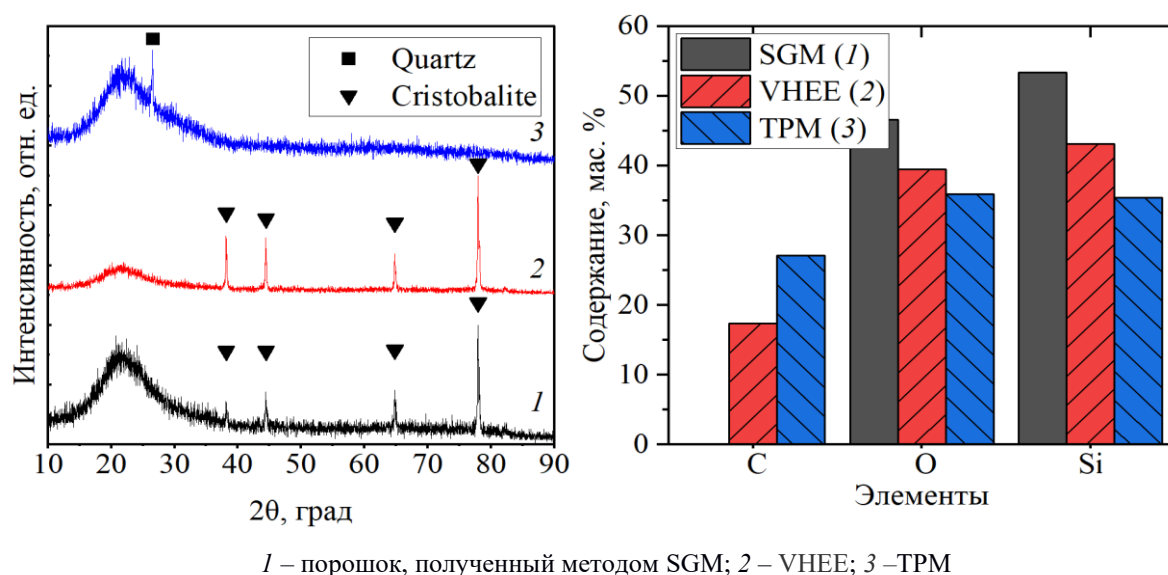 Интенсивность, отн. ед.
■ Quartz
▼ Cristobalite
3
2
1
10 20 30 40 50 60 70 80 90
2θ, град
Содержание, мас. %
60
50
40
30
20
10
0
SGM (1)
VHEE (2)
TPM (3)
C O Si
Элементы
1 – порошок, полученный методом SGM; 2 – VHEE; 3 –TPM